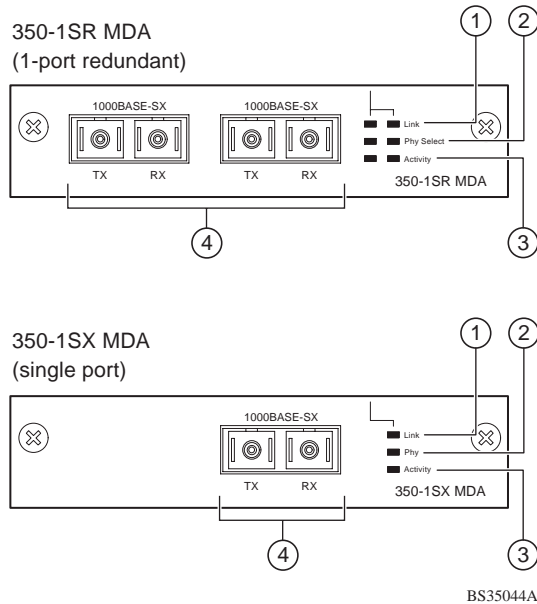 350-1SR MDA
(1-port redundant)
1
2
1000BASE-SX
1000BASE-SX
Link
Phy Select
Activity
TX
RX
TX
RX
350-1SR MDA
4
3
350-1SX MDA
(single port)
1
2
1000BASE-SX
Link
Phy
Activity
TX
RX
350-1SX MDA
4
3
BS35044A